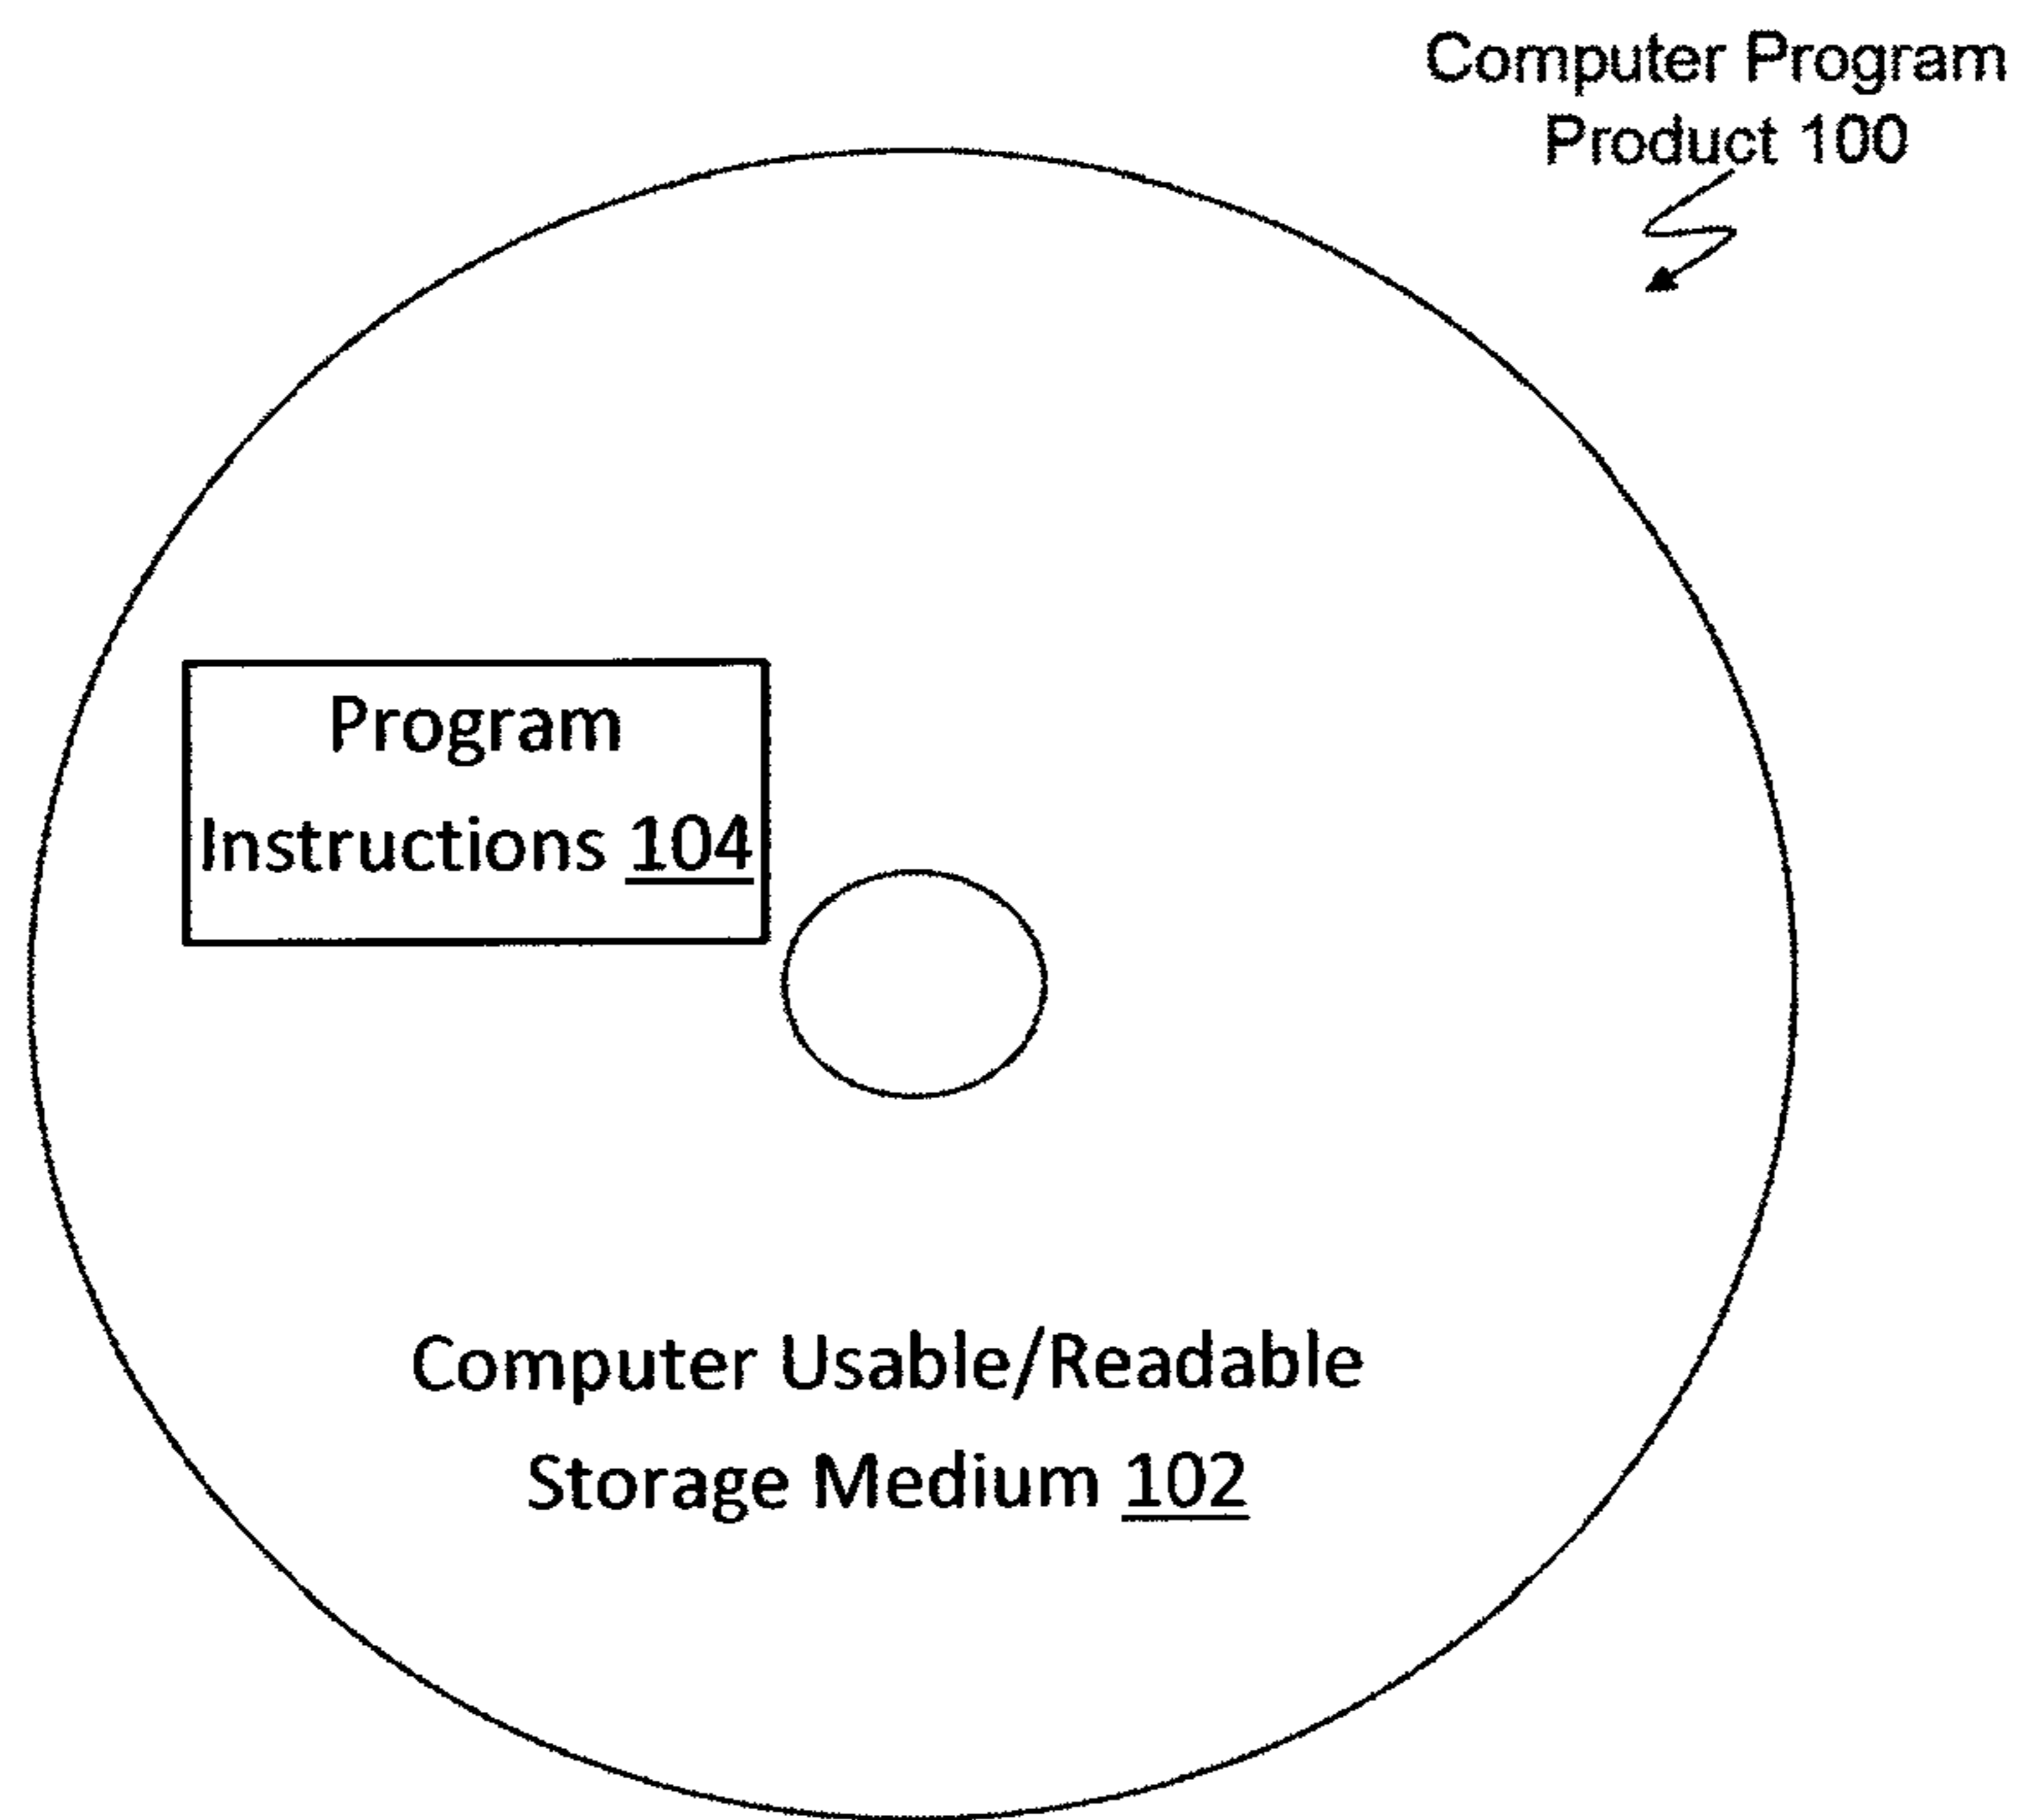 Computer Program
Product 100
Program
Instructions 104
Computer Usable/Readable
Storage Medium 102